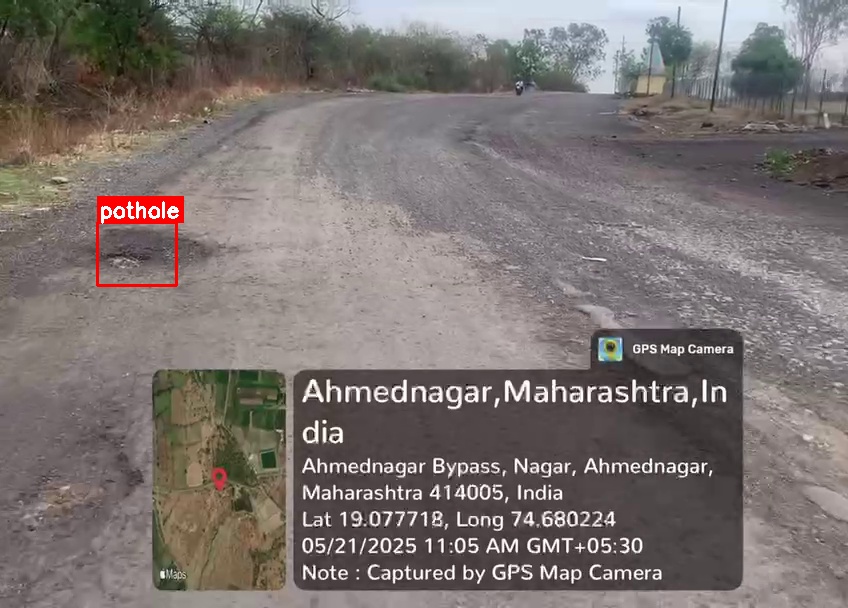 pothole
GPS Map Camera
Ahmednagar,Maharashtra,In
dia
Ahmednagar Bypass, Nagar, Ahmednagar,
Maharashtra 414005, India
Lat 19.077718, Long 74.680224
05/21/2025 11:05 AM GMT+05:30
Note : Captured by GPS Map Camera
Maps